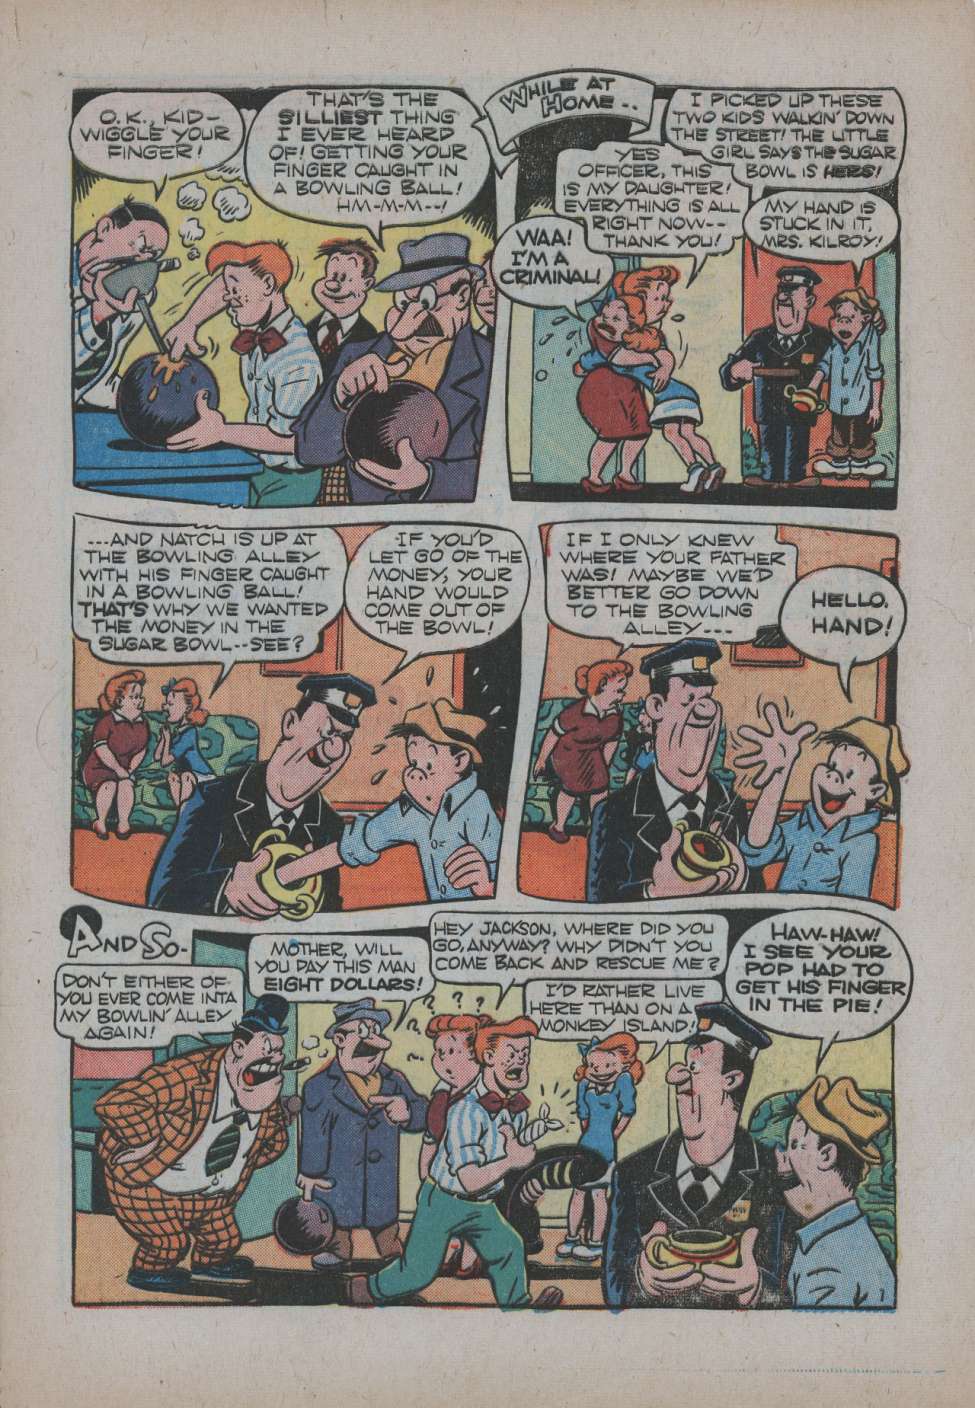 O.K., KID-
WIGGLE YOUR
FINGER!
THAT'S THE
SILLIEST THING
I EVER HEARD
OF! GETTING YOUR
FINGER CAUGHT IN
A BOWLING BALL!
HM-M-M--!
WHILE AT
HOME--
I PICKED UP THESE
TWO KIDS WALKIN' DOWN
THE STREET! THE LITTLE
GIRL SAYS THE SUGAR
BOWL IS HERS!
YES
OFFICER, THIS
IS MY DAUGHTER!
EVERYTHING IS ALL
RIGHT NOW--
THANK YOU!
WAA!
I'M A
CRIMINAL!
MY HAND IS
STUCK IN IT,
MRS. KILROY!
---AND NATCH IS UP AT
THE BOWLING ALLEY
WITH HIS FINGER CAUGHT
IN A BOWLING BALL!
THAT'S WHY WE WANTED
THE MONEY IN THE
SUGAR BOWL--SEE?
IF YOU'D
LET GO OF THE
MONEY, YOUR
HAND WOULD
COME OUT OF
THE BOWL!
IF I ONLY KNEW
WHERE YOUR FATHER
WAS! MAYBE WE'D
BETTER GO DOWN
TO THE BOWLING
ALLEY---
HELLO,
HAND!
AND SO-
DON'T EITHER OF
YOU EVER COME INTA
MY BOWLIN' ALLEY
AGAIN!
MOTHER, WILL
YOU PAY THIS MAN
EIGHT DOLLARS!
HEY JACKSON, WHERE DID YOU
GO, ANYWAY? WHY DIDN'T YOU
COME BACK AND RESCUE ME?
I'D RATHER LIVE
HERE THAN ON A
MONKEY ISLAND!
HAW-HAW!
I SEE YOUR
POP HAD TO
GET HIS FINGER
IN THE PIE!
? ? ? ?
? ?
7